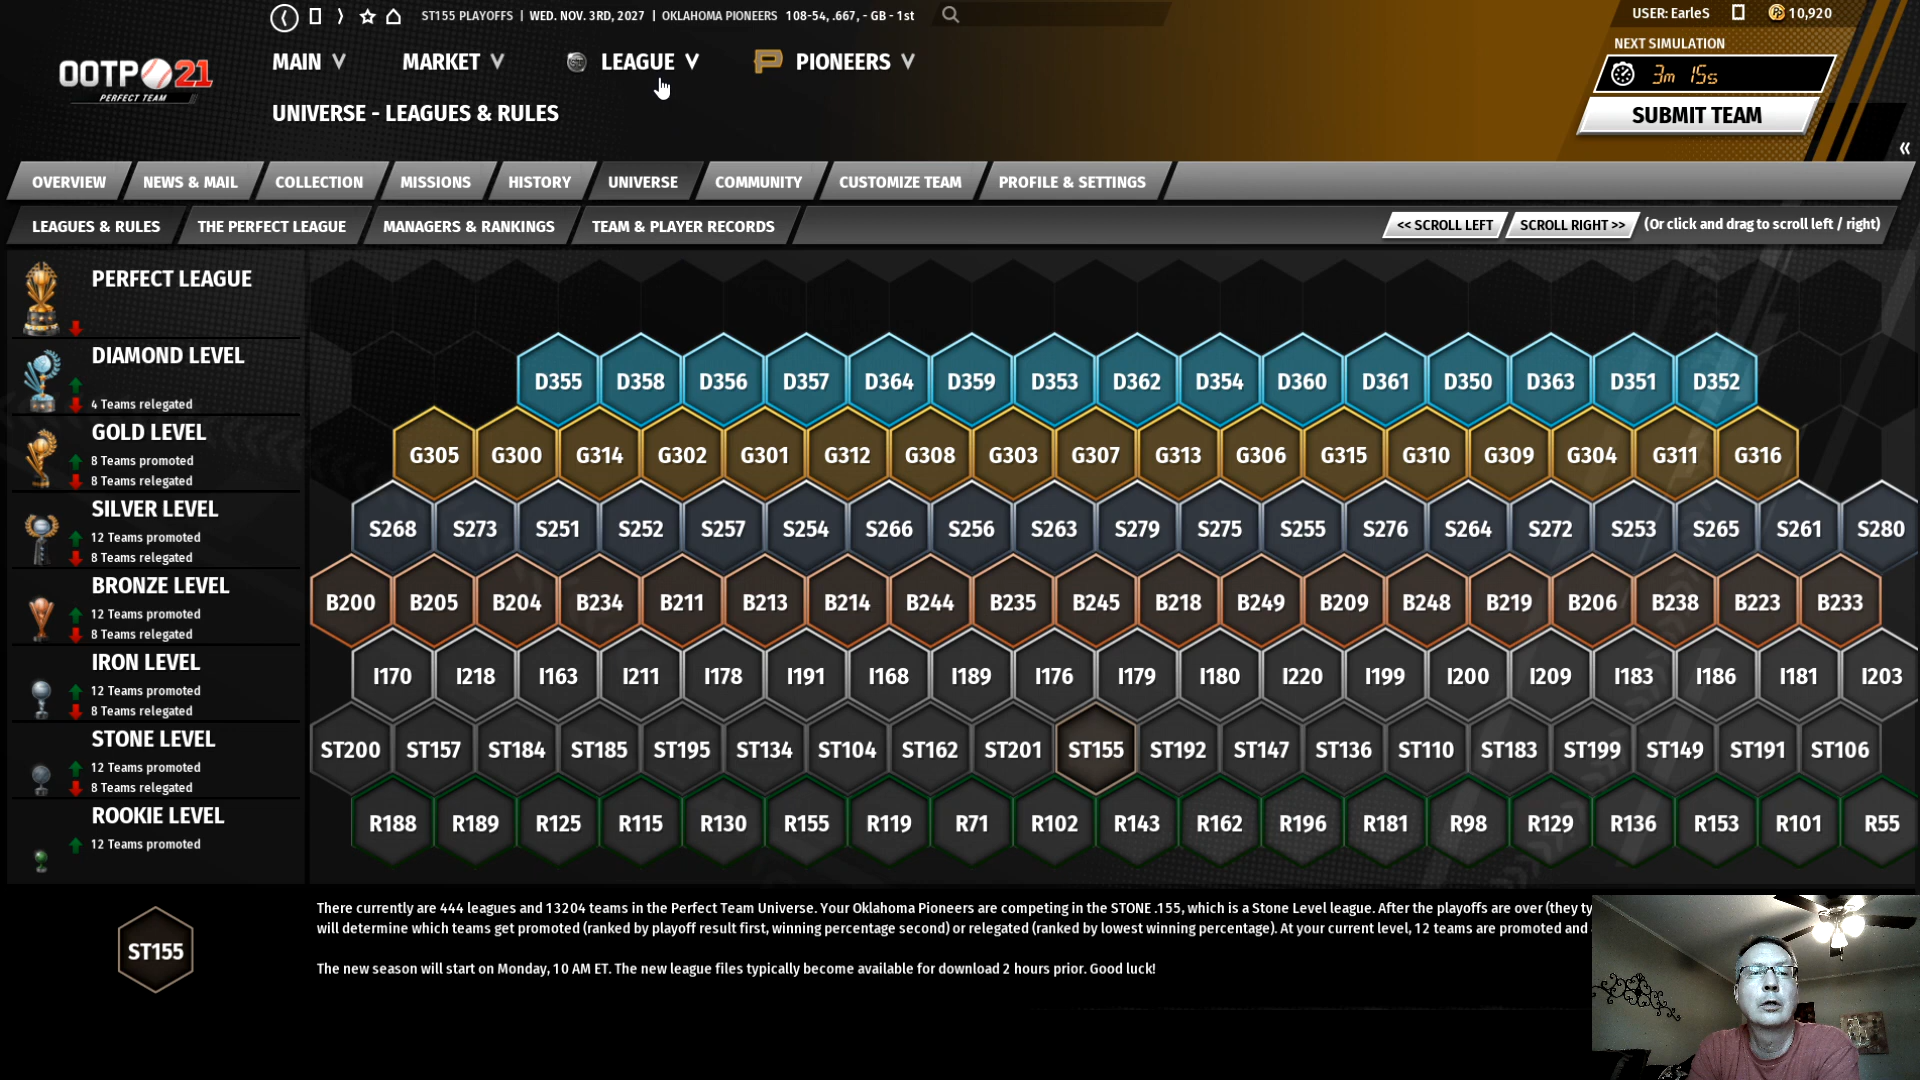 ST155 PLAYOFFS | WED. NOV. 3RD, 2027 | OKLAHOMA PIONEERS 108-54, .667, - GB - 1st
USER: EarleS 10,920
OOTP 21
PERFECT TEAM
MAIN MARKET LEAGUE PIONEERS
NEXT SIMULATION
3m 15s
SUBMIT TEAM
UNIVERSE - LEAGUES & RULES
«
OVERVIEW NEWS & MAIL COLLECTION MISSIONS HISTORY UNIVERSE COMMUNITY CUSTOMIZE TEAM PROFILE & SETTINGS
LEAGUES & RULES THE PERFECT LEAGUE MANAGERS & RANKINGS TEAM & PLAYER RECORDS << SCROLL LEFT SCROLL RIGHT >> (Or click and drag to scroll left / right)
PERFECT LEAGUE
DIAMOND LEVEL
4 Teams relegated
GOLD LEVEL
8 Teams promoted
8 Teams relegated
SILVER LEVEL
12 Teams promoted
8 Teams relegated
BRONZE LEVEL
12 Teams promoted
8 Teams relegated
IRON LEVEL
12 Teams promoted
8 Teams relegated
STONE LEVEL
12 Teams promoted
8 Teams relegated
ROOKIE LEVEL
12 Teams promoted
D355 D358 D356 D357 D364 D359 D353 D362 D354 D360 D361 D350 D363 D351 D352
G305 G300 G314 G302 G301 G312 G308 G303 G307 G313 G306 G315 G310 G309 G304 G311 G316
S268 S273 S251 S252 S257 S254 S266 S256 S263 S279 S275 S255 S276 S264 S272 S253 S265 S261 S280
B200 B205 B204 B234 B211 B213 B214 B244 B235 B245 B218 B249 B209 B248 B219 B206 B238 B223 B233
I170 I218 I163 I211 I178 I191 I168 I189 I176 I179 I180 I220 I199 I200 I209 I183 I186 I181 I203
ST200 ST157 ST184 ST185 ST195 ST134 ST104 ST162 ST201 ST155 ST192 ST147 ST136 ST110 ST183 ST199 ST149 ST191 ST106
R188 R189 R125 R115 R130 R155 R119 R71 R102 R143 R162 R196 R181 R98 R129 R136 R153 R101 R55
ST155
There currently are 444 leagues and 13204 teams in the Perfect Team Universe. Your Oklahoma Pioneers are competing in the STONE .155, which is a Stone Level league. After the playoffs are over (they ty
will determine which teams get promoted (ranked by playoff result first, winning percentage second) or relegated (ranked by lowest winning percentage). At your current level, 12 teams are promoted and
The new season will start on Monday, 10 AM ET. The new league files typically become available for download 2 hours prior. Good luck!